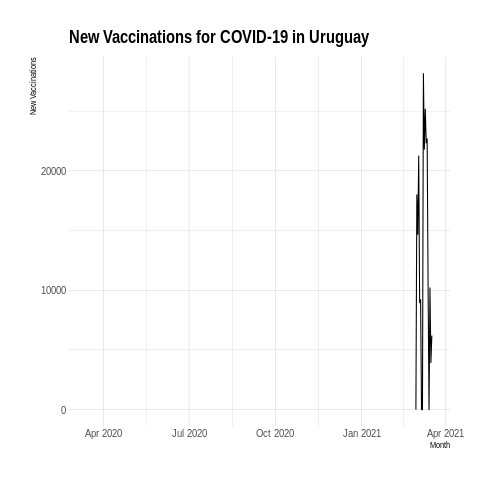 New Vaccinations for COVID-19 in Uruguay
New Vaccinations
20000
10000
0
Apr 2020 Jul 2020 Oct 2020 Jan 2021 Apr 2021
Month